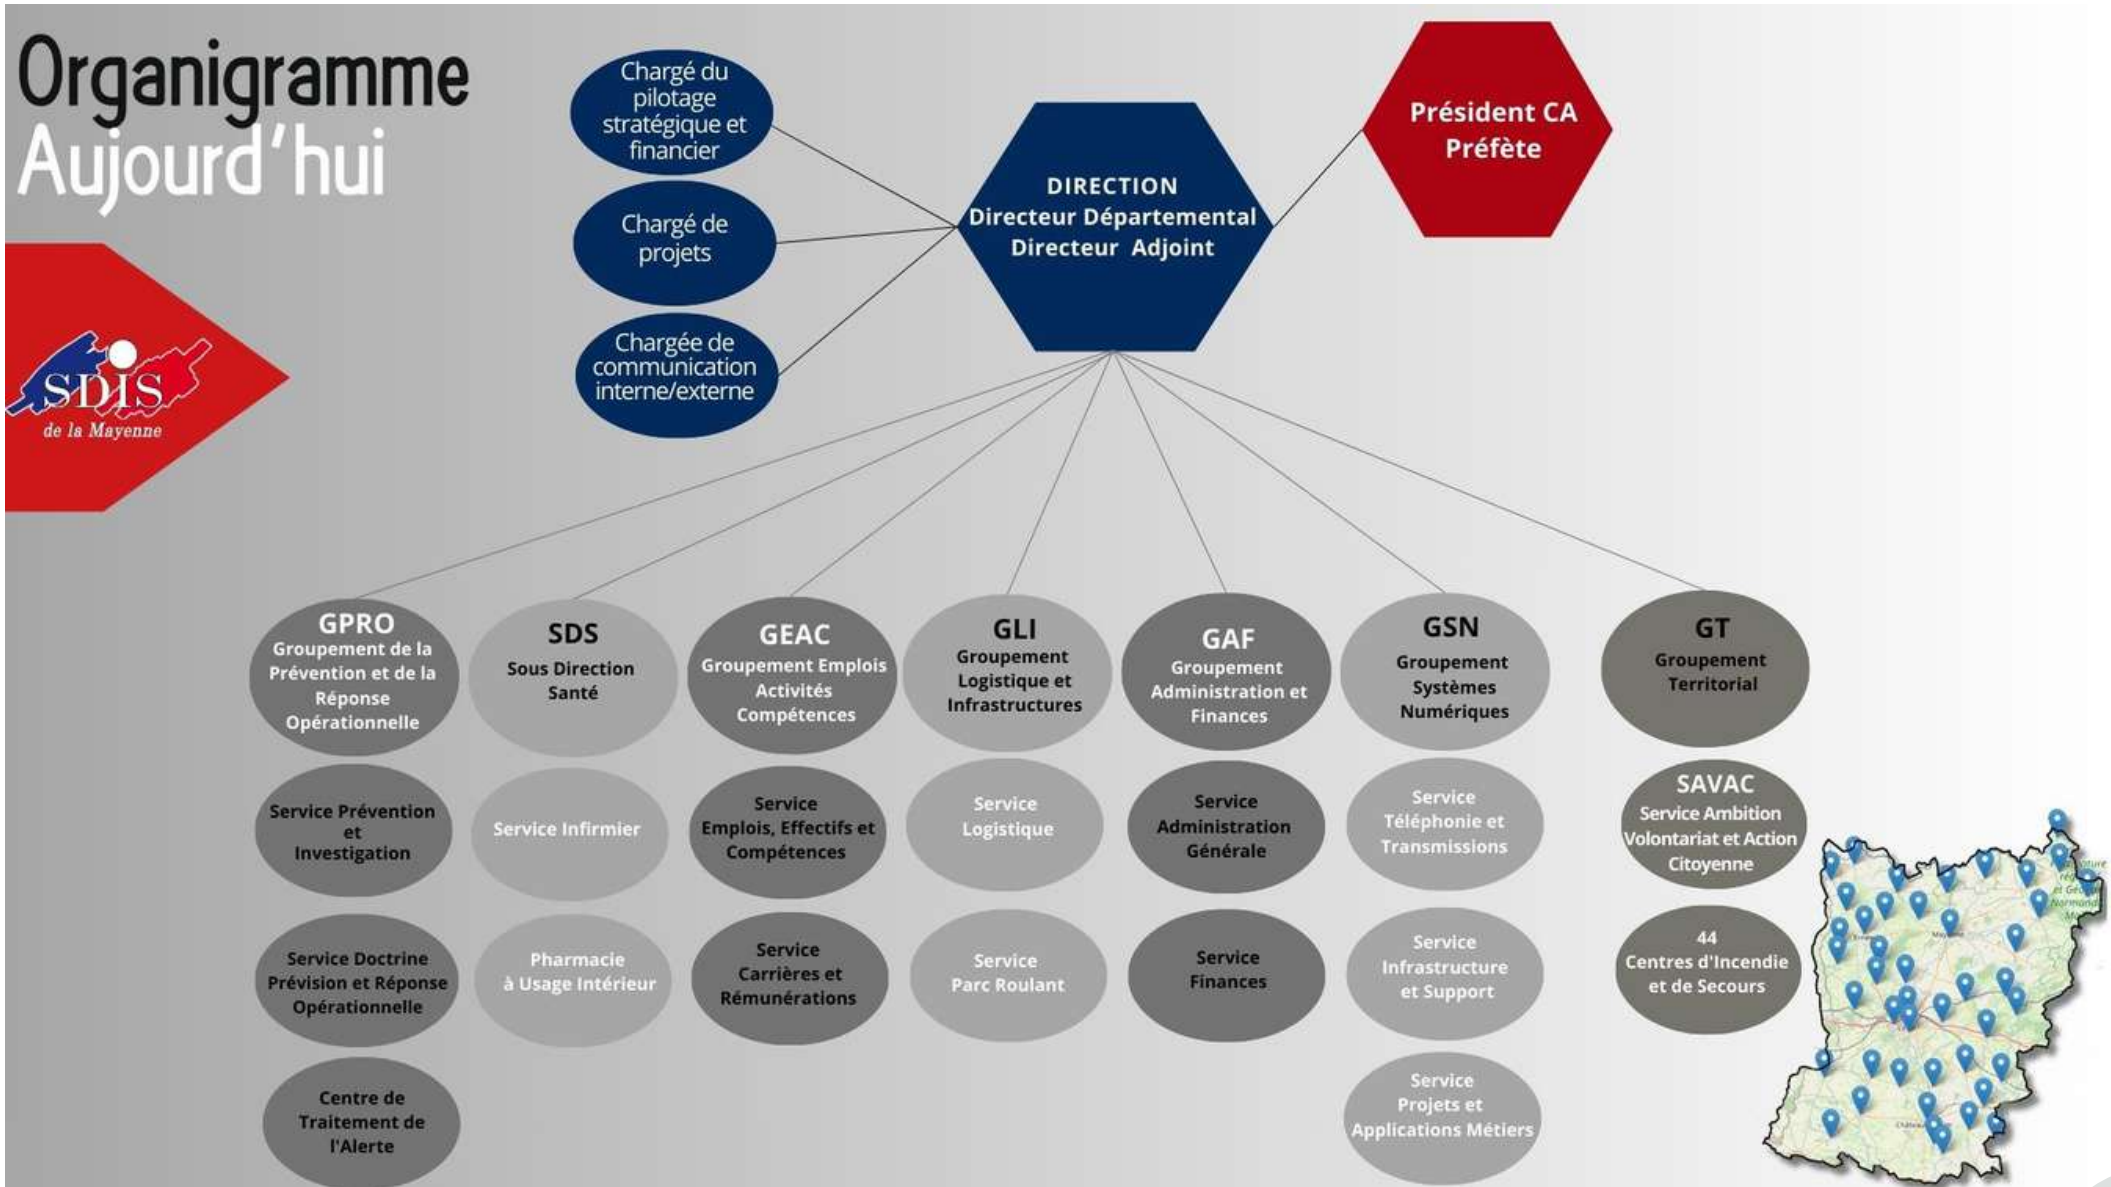 Organigramme
Aujourd'hui
SDIS
de la Mayenne
Chargé du
pilotage
stratégique et
financier
Chargé de
projets
Chargée de
communication
interne/externe
DIRECTION
Directeur Départemental
Directeur Adjoint
Président CA
Préfète
GPRO
Groupement de la
Prévention et de la
Réponse
Opérationnelle
Service Prévention
et
Investigation
Service Doctrine
Prévision et Réponse
Opérationnelle
Centre de
Traitement de
l'Alerte
SDS
Sous Direction
Santé
Service Infirmier
Pharmacie
à Usage Intérieur
GEAC
Groupement Emplois
Activités
Compétences
Service
Emplois, Effectifs et
Compétences
Service
Carrières et
Rémunérations
GLI
Groupement
Logistique et
Infrastructures
Service
Logistique
Service
Parc Roulant
GAF
Groupement
Administration et
Finances
Service
Administration
Générale
Service
Finances
GSN
Groupement
Systèmes
Numériques
Service
Téléphonie et
Transmissions
Service
Infrastructure
et Support
Service
Projets et
Applications Métiers
GT
Groupement
Territorial
SAVAC
Service Ambition
Volontariat et Action
Citoyenne
44
Centres d'Incendie
et de Secours